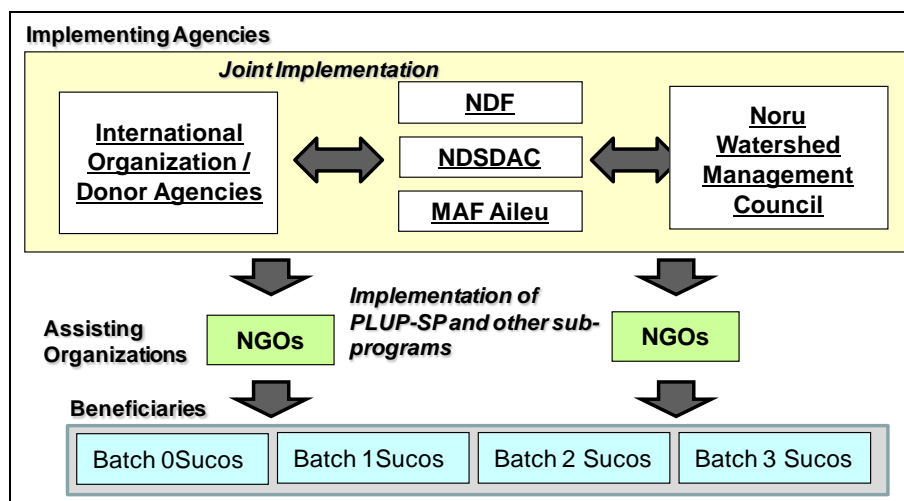 Implementing Agencies
Joint Implementation
International
Organization /
Donor Agencies
NDF
NDSDAC
MAF Aileu
Noru
Watershed
Management
Council
Implementation of
PLUP-SP and other sub-
programs
Assisting
Organizations
NGOs
NGOs
Beneficiaries
Batch 0Sucos
Batch 1Sucos
Batch 2 Sucos
Batch 3 Sucos